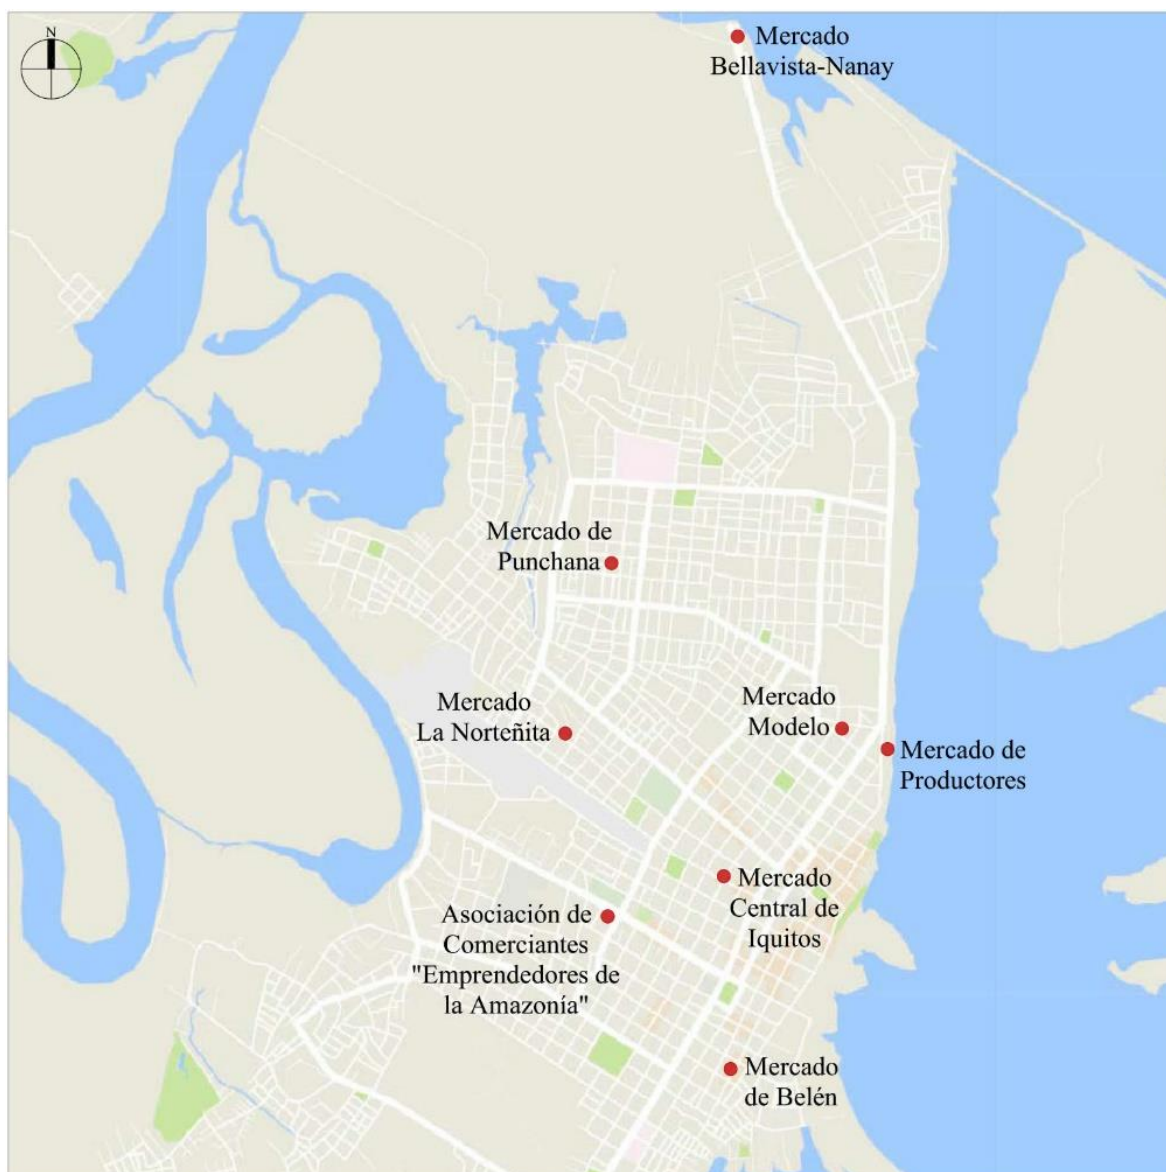 N
Mercado
Bellavista-Nanay
Mercado de
Punchana
Mercado
La Norteñita
Mercado
Modelo
Mercado de
Productores
Mercado
Central de
Iquitos
Asociación de
Comerciantes
"Emprendedores de
la Amazonía"
Mercado
de Belén